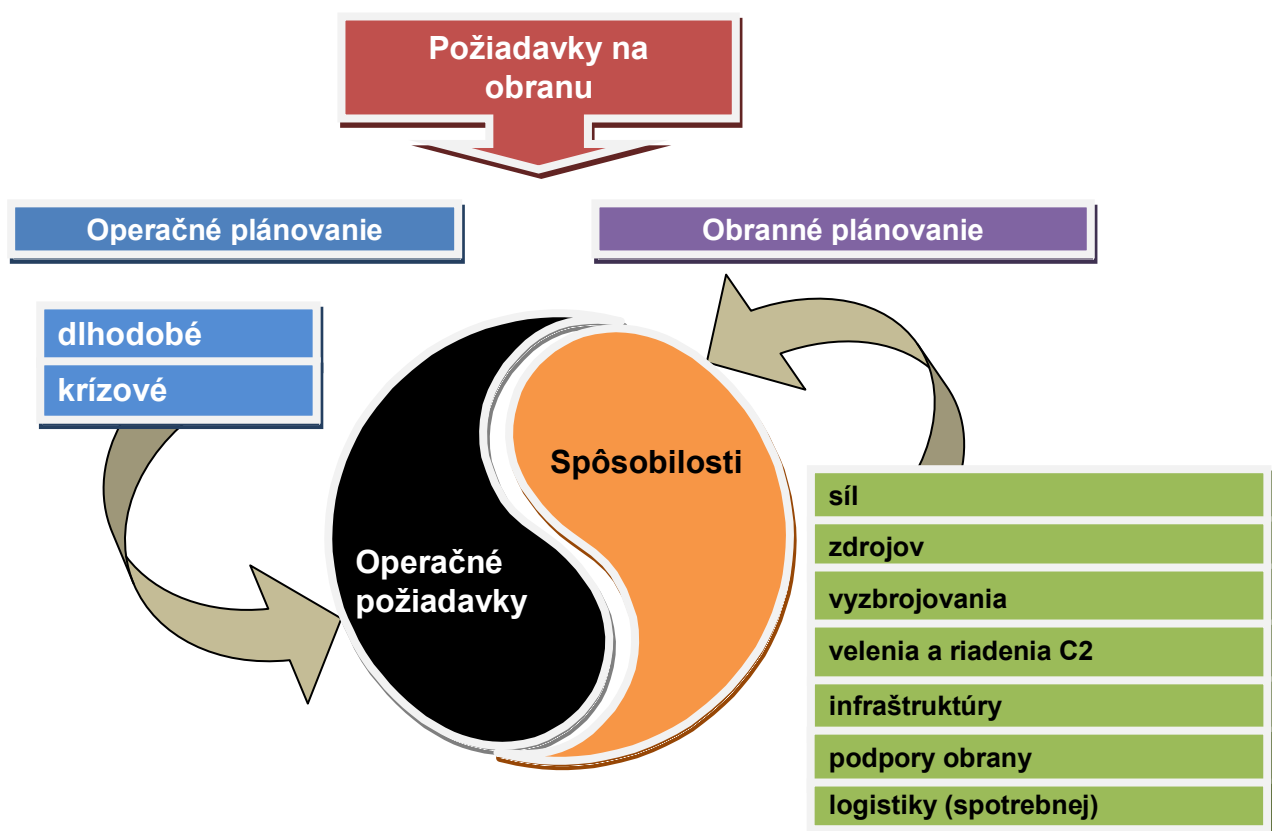 Požiadavky na
obranu
Operačné plánovanie
Obranné plánovanie
dlhodobé
krízové
Spôsobilosti
Operačné
požiadavky
síl
zdrojov
vyzbrojovania
velenia a riadenia C2
infraštruktúry
podpory obrany
logistiky (spotrebnej)